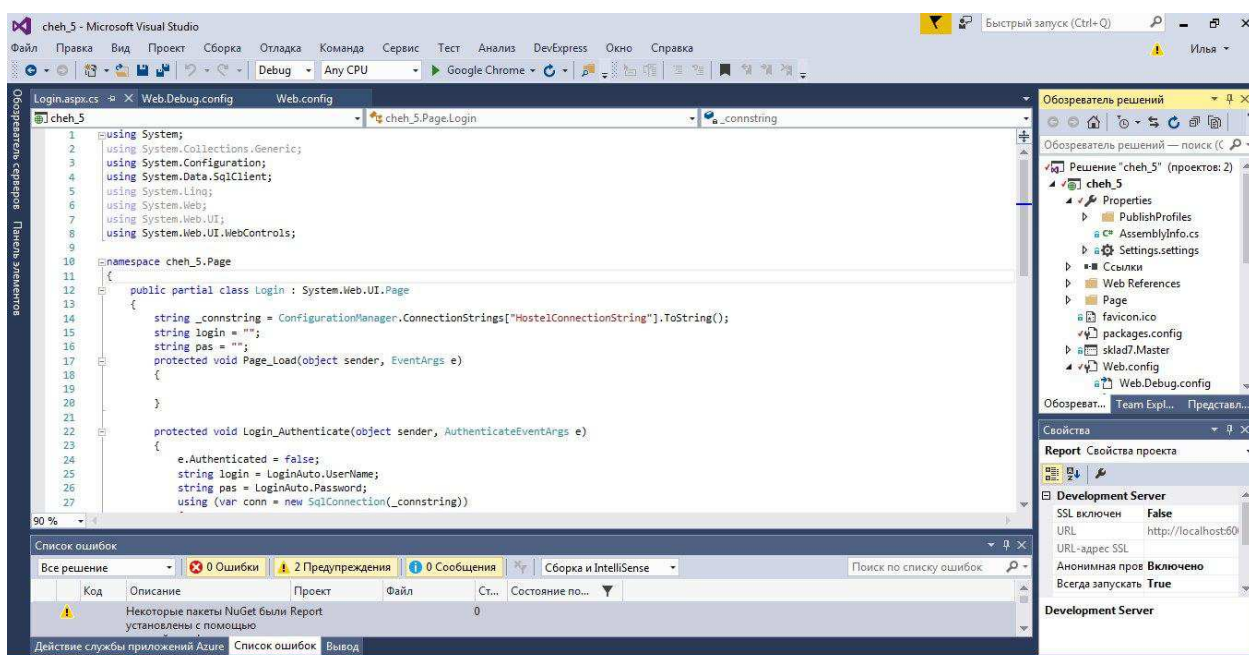 cheh_5 - Microsoft Visual Studio
Быстрый запуск (Ctrl+Q)
Файл Правка Вид Проект Сборка Отладка Команда Сервис Тест Анализ DevExpress Окно Справка
Илья
Debug Any CPU Google Chrome
Обозреватель серверов
Панель элементов
Login.aspx.cs Web.Debug.config Web.config
cheh_5 cheh_5.Page.Login _connstring
1 using System;
2 using System.Collections.Generic;
3 using System.Configuration;
4 using System.Data.SqlClient;
5 using System.Linq;
6 using System.Web;
7 using System.Web.UI;
8 using System.Web.UI.WebControls;
9
10 namespace cheh_5.Page
11 {
12 public partial class Login : System.Web.UI.Page
13 {
14 string _connstring = ConfigurationManager.ConnectionStrings["HostelConnectionString"].ToString();
15 string login = "";
16 string pas = "";
17 protected void Page_Load(object sender, EventArgs e)
18 {
19
20 }
21
22 protected void Login_Authenticate(object sender, AuthenticateEventArgs e)
23 {
24 e.Authenticated = false;
25 string login = LoginAuto.UserName;
26 string pas = LoginAuto.Password;
27 using (var conn = new SqlConnection(_connstring))
90 %
Обозреватель решений
Обозреватель решений — поиск (С
Решение "cheh_5" (проектов: 2)
cheh_5
Properties
PublishProfiles
AssemblyInfo.cs
Settings.settings
Ссылки
Web References
Page
favicon.ico
packages.config
sklad7.Master
Web.config
Web.Debug.config
Обозреват... Team Expl... Представл...
Свойства
Report Свойства проекта
Development Server
SSL включен False
URL http://localhost:60
URL-адрес SSL
Анонимная пров Включено
Всегда запускать True
Development Server
Список ошибок
Все решение 0 Ошибки 2 Предупреждения 0 Сообщения Сборка и IntelliSense Поиск по списку ошибок
Код Описание Проект Файл Ст... Состояние по...
Некоторые пакеты NuGet были Report 0
установлены с помощью
Действие службы приложений Azure Список ошибок Вывод